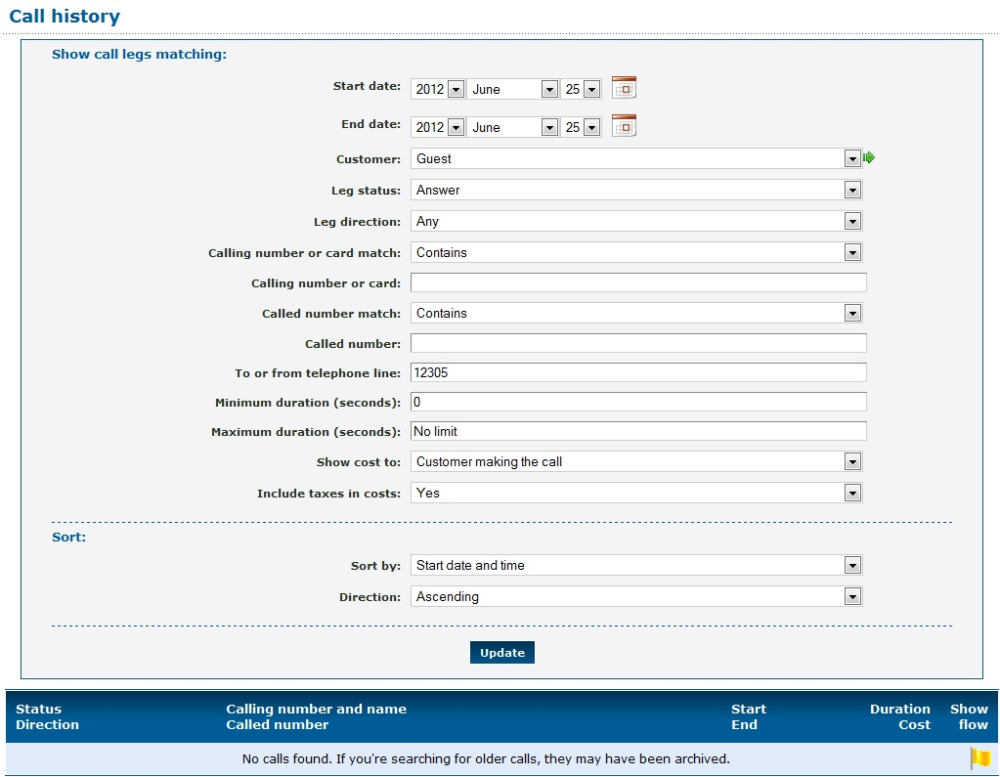 Call history
Show call legs matching:
Start date: 2012 June 25
End date: 2012 June 25
Customer: Guest
Leg status: Answer
Leg direction: Any
Calling number or card match: Contains
Calling number or card:
Called number match: Contains
Called number:
To or from telephone line: 12305
Minimum duration (seconds): 0
Maximum duration (seconds): No limit
Show cost to: Customer making the call
Include taxes in costs: Yes
Sort:
Sort by: Start date and time
Direction: Ascending
Update
Status Calling number and name Start Duration Show
Direction Called number End Cost flow
No calls found. If you're searching for older calls, they may have been archived.